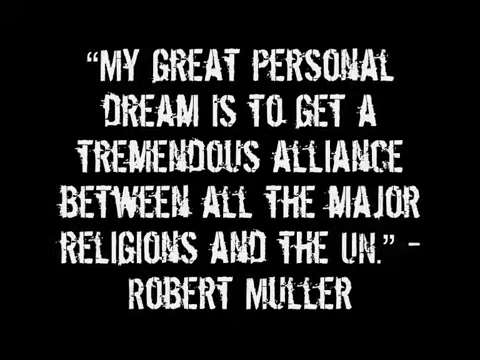 “MY GREAT PERSONAL
DREAM IS TO GET A
TREMENDOUS ALLIANCE
BETWEEN ALL THE MAJOR
RELIGIONS AND THE UN.” -
ROBERT MULLER